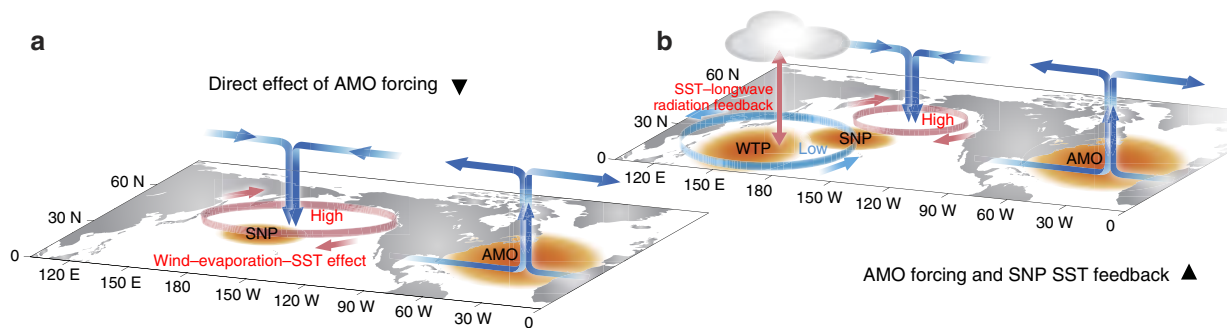 a
Direct effect of AMO forcing ▼
60 N
30 N
0
High
SNP
AMO
Wind–evaporation–SST effect
120 E
150 E
180
150 W
120 W
90 W
60 W
30 W
0
b
60 N
30 N
0
SST–longwave
radiation feedback
High
WTP
Low
SNP
AMO
120 E
150 E
180
150 W
120 W
90 W
60 W
30 W
0
AMO forcing and SNP SST feedback ▲